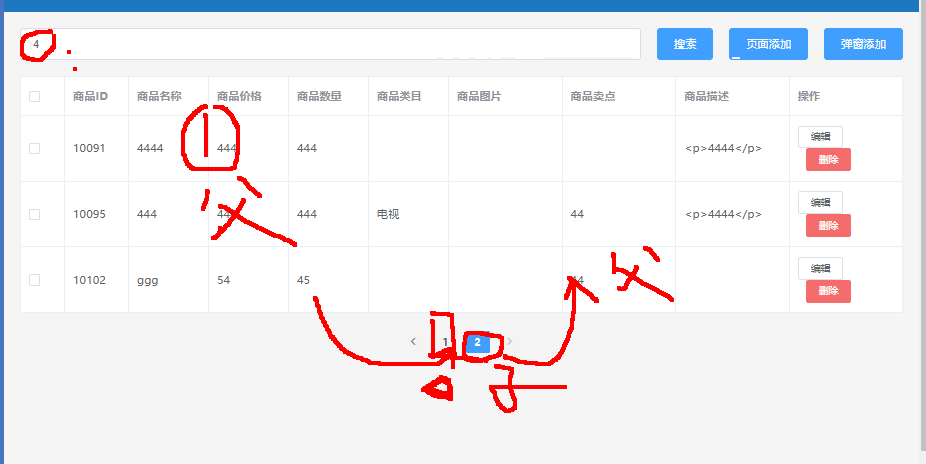 4 搜索 页面添加 弹窗添加
商品ID 商品名称 商品价格 商品数量 商品类目 商品图片 商品卖点 商品描述 操作
10091 4444 444 444 <p>4444</p> 编辑
删除
10095 444 444 电视 44 <p>4444</p> 编辑
删除
10102 ggg 54 45 编辑
删除
父
父
1 2
子